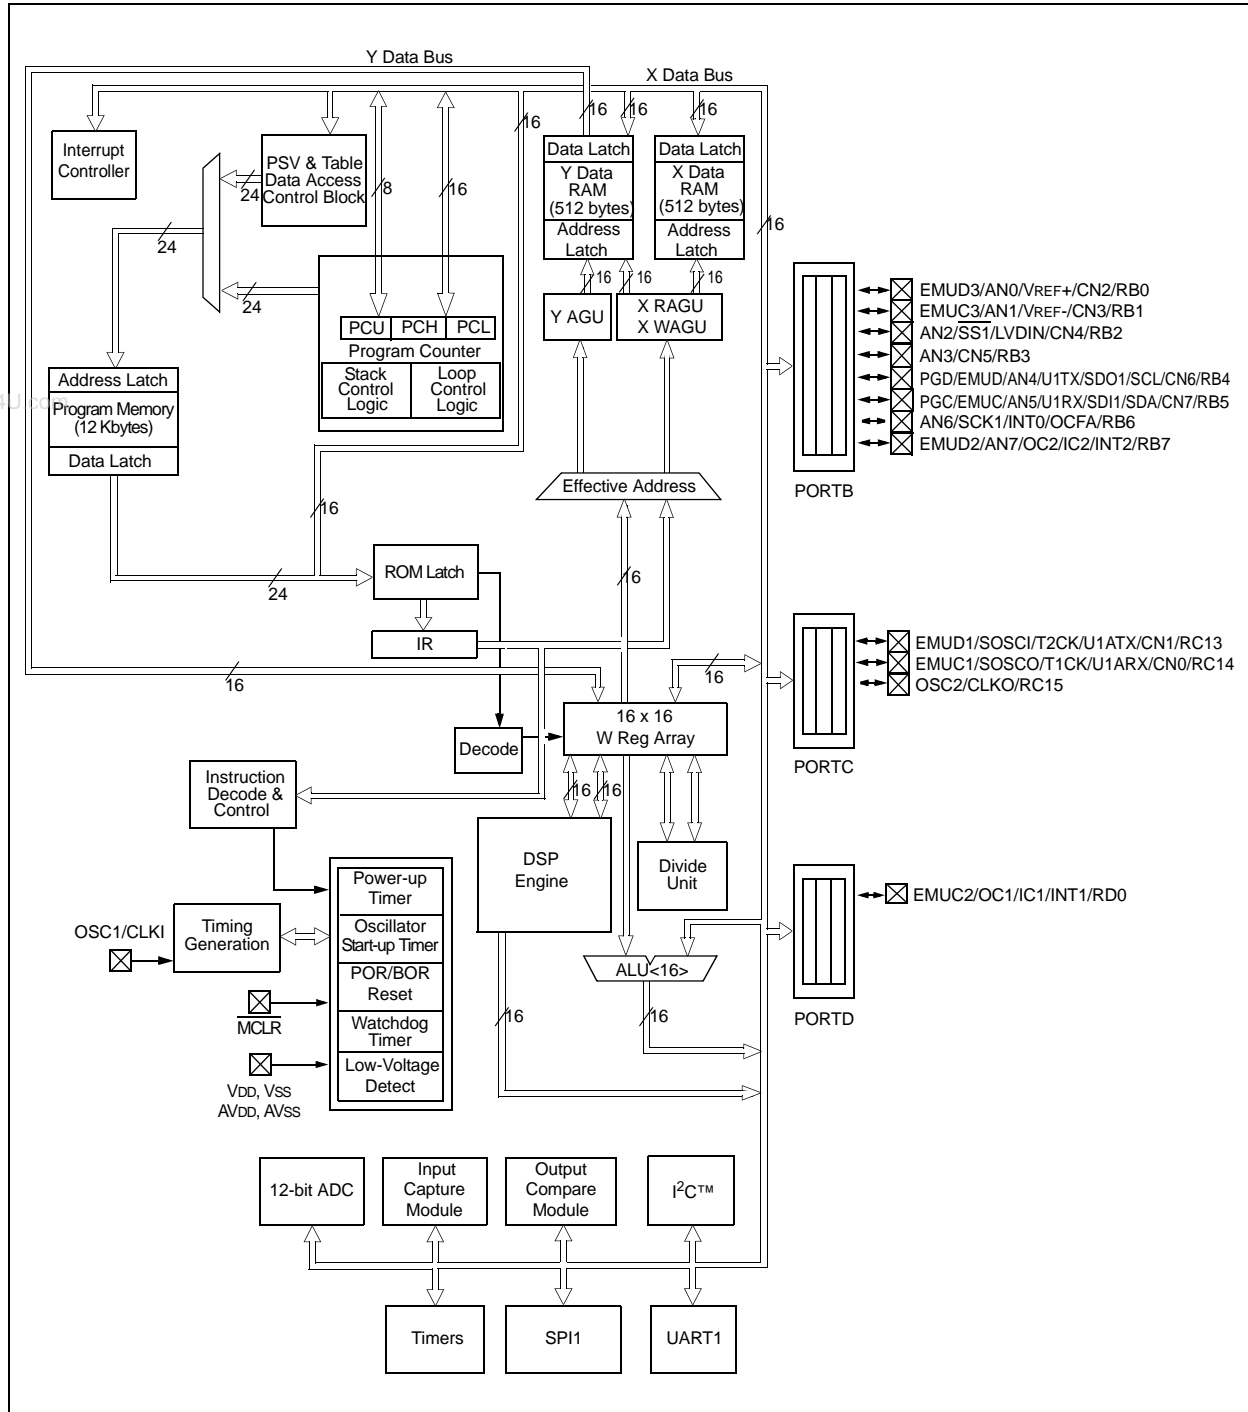 Y Data Bus
X Data Bus
16
16
16
16
Interrupt
Controller
PSV & Table
Data Access
Control Block
24
8
16
24
24
Data Latch
Y Data
RAM
(512 bytes)
Address
Latch
Data Latch
X Data
RAM
(512 bytes)
Address
Latch
16
16
16
16
Y AGU
X RAGU
X WAGU
PCU
PCH
PCL
Program Counter
Stack
Control
Logic
Loop
Control
Logic
Address Latch
Program Memory
(12 Kbytes)
Data Latch
4U.com
Effective Address
16
24
ROM Latch
16
IR
16
16
16 x 16
W Reg Array
Decode
Instruction
Decode &
Control
16
16
DSP
Engine
Divide
Unit
Power-up
Timer
Oscillator
Start-up Timer
POR/BOR
Reset
Watchdog
Timer
Low-Voltage
Detect
OSC1/CLKI
Timing
Generation
MCLR
VDD, VSS
AVDD, AVSS
ALU<16>
16
16
EMUD3/AN0/VREF+/CN2/RB0
EMUC3/AN1/VREF-/CN3/RB1
AN2/SS1/LVDIN/CN4/RB2
AN3/CN5/RB3
PGD/EMUD/AN4/U1TX/SDO1/SCL/CN6/RB4
PGC/EMUC/AN5/U1RX/SDI1/SDA/CN7/RB5
AN6/SCK1/INT0/OCFA/RB6
EMUD2/AN7/OC2/IC2/INT2/RB7
PORTB
EMUD1/SOSCI/T2CK/U1ATX/CN1/RC13
EMUC1/SOSCO/T1CK/U1ARX/CN0/RC14
OSC2/CLKO/RC15
PORTC
EMUC2/OC1/IC1/INT1/RD0
PORTD
12-bit ADC
Input
Capture
Module
Output
Compare
Module
I²C™
Timers
SPI1
UART1